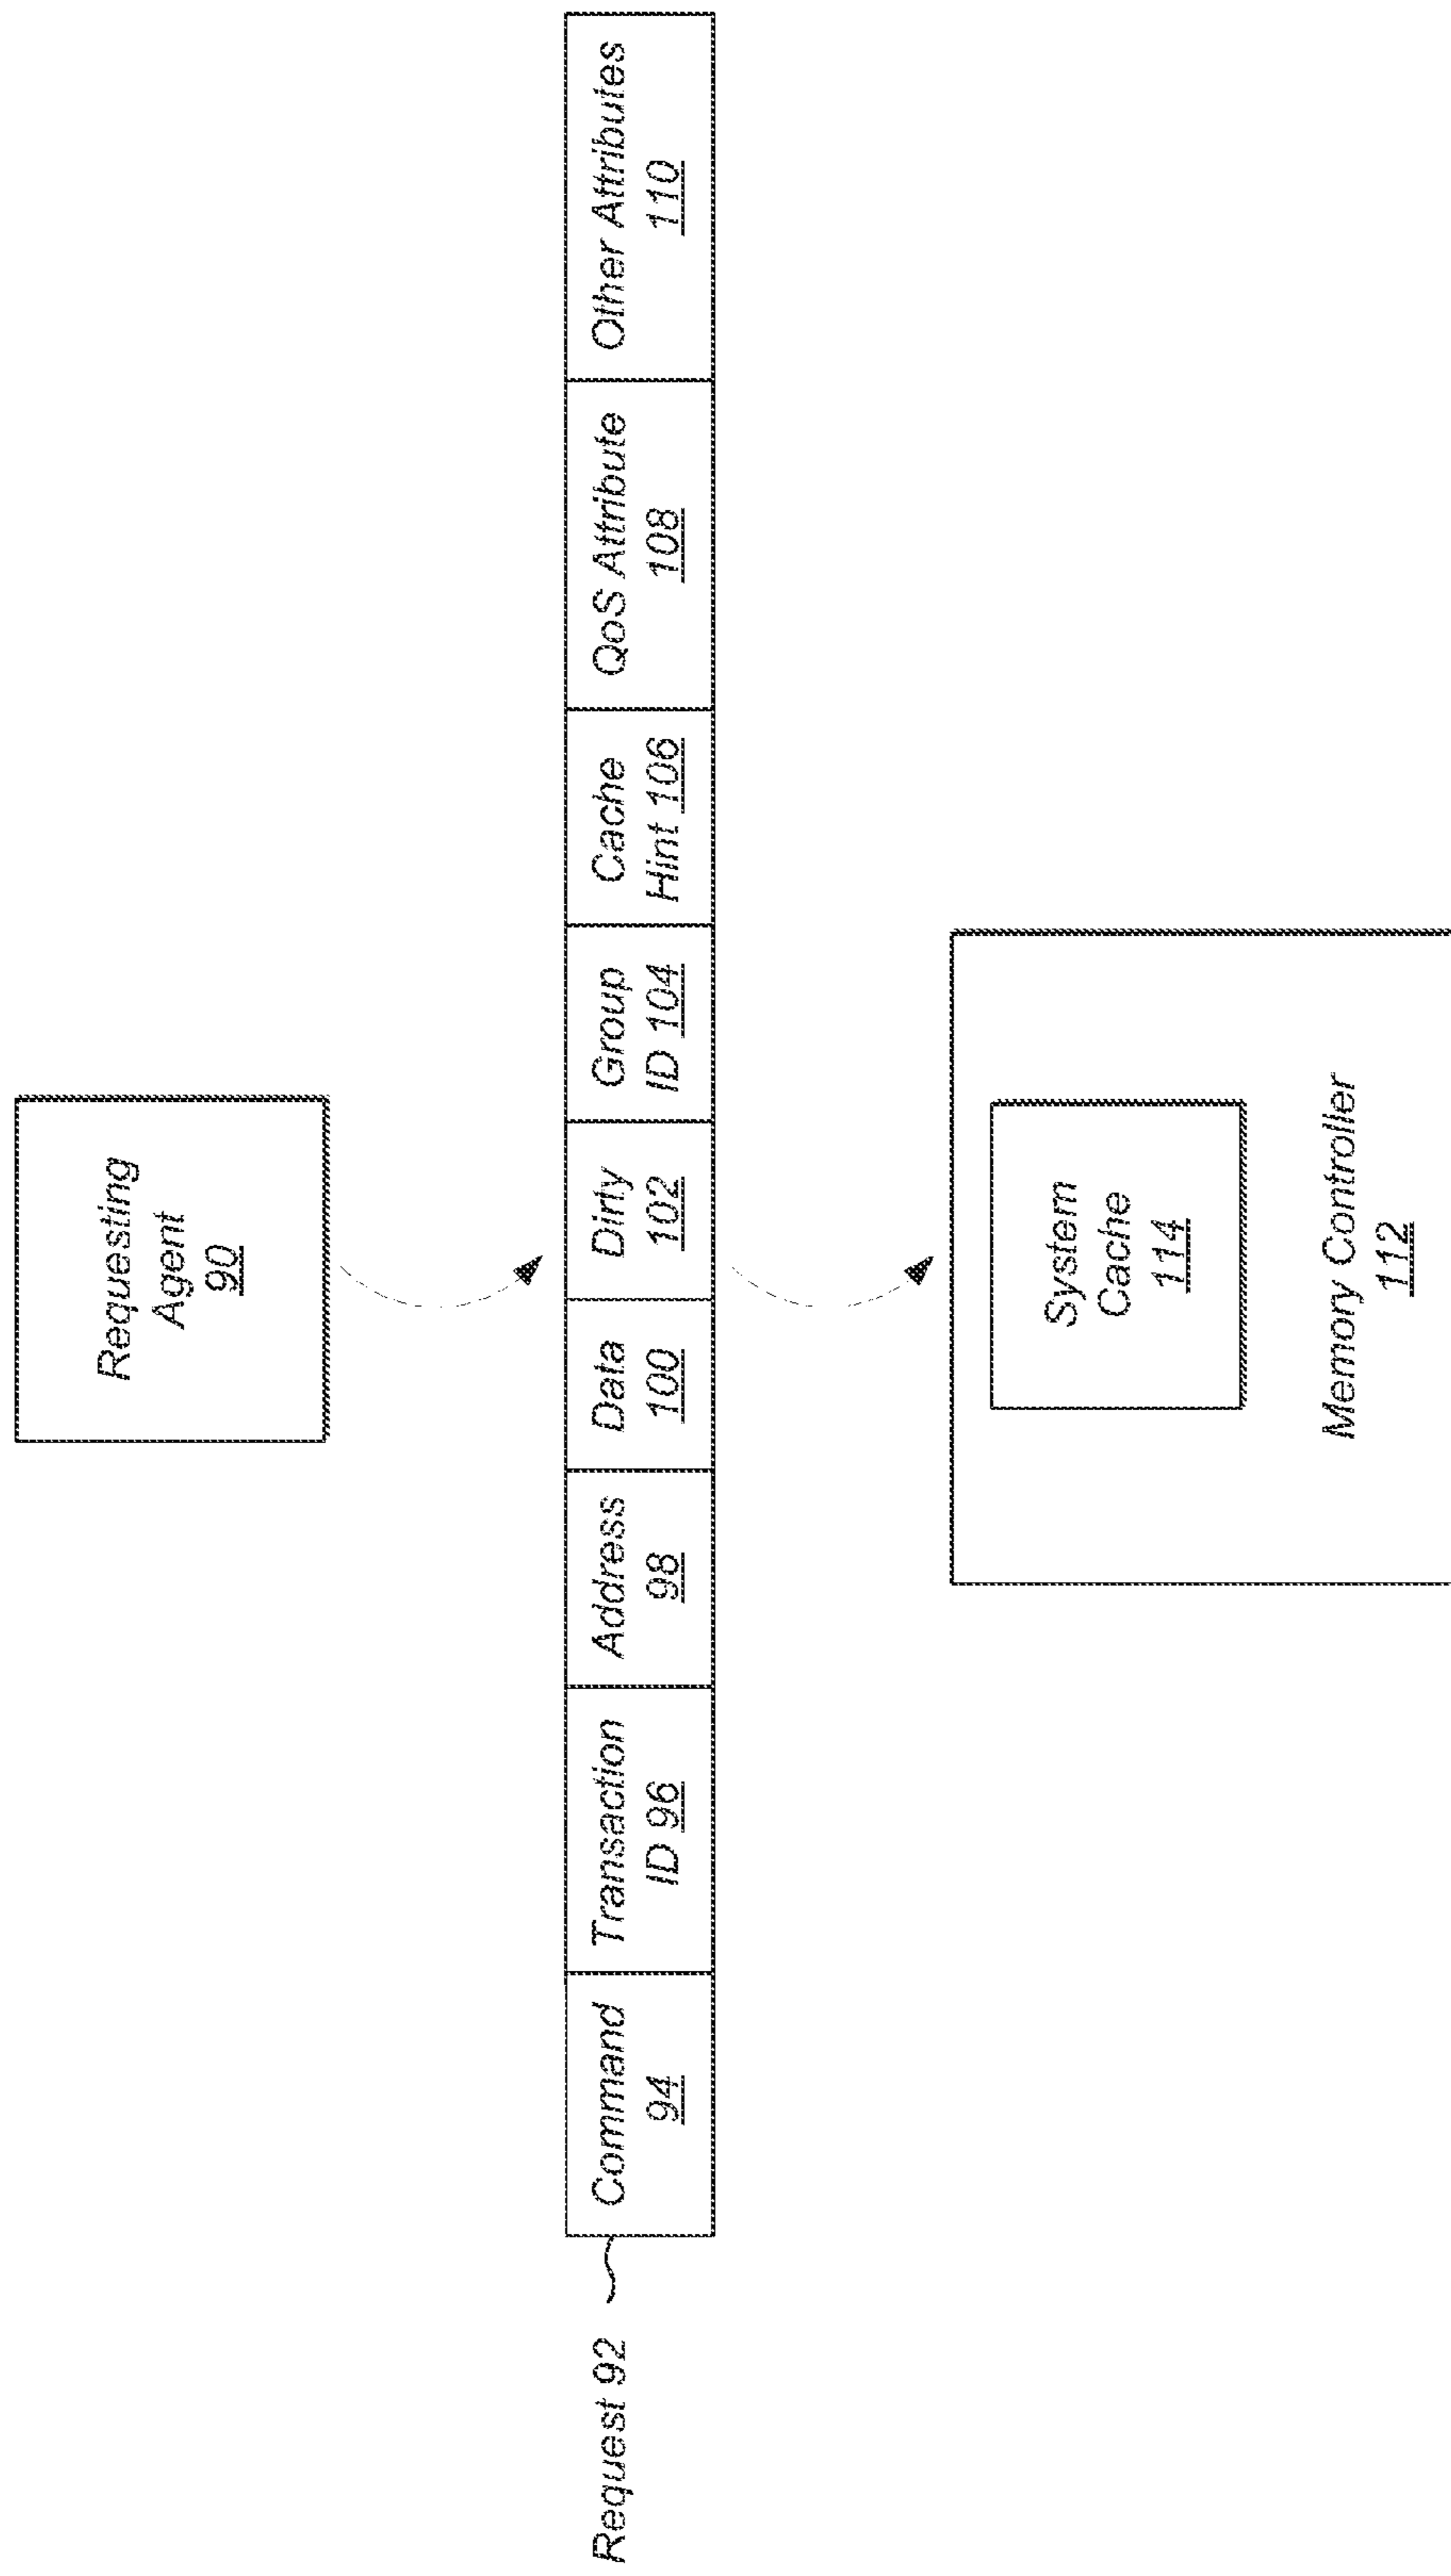 Requesting
Agent
90
Request 92
Command
94
Transaction
ID 96
Address
98
Data
100
Dirty
102
Group
ID 104
Cache
Hint 106
QoS Attribute
108
Other Attributes
110
System
Cache
114
Memory Controller
112